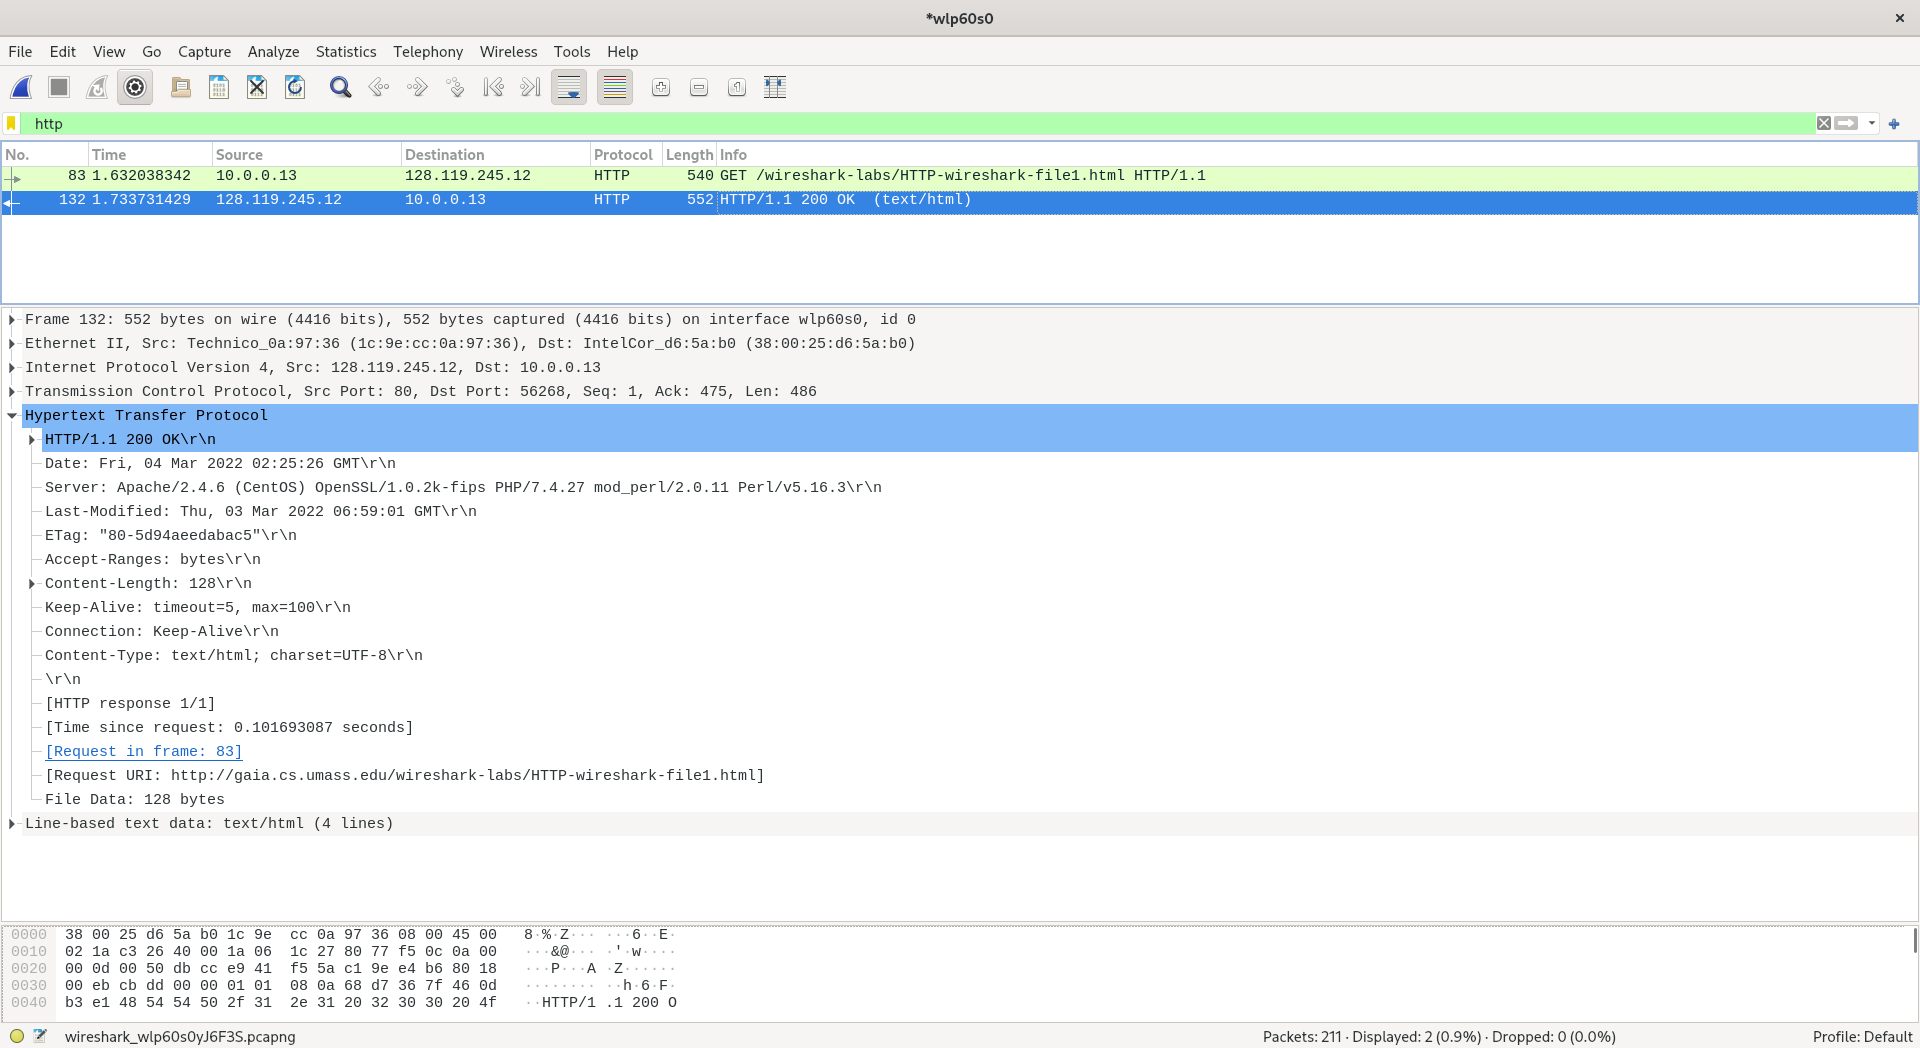 *wlp60s0
File Edit View Go Capture Analyze Statistics Telephony Wireless Tools Help
http
No. Time Source Destination Protocol Length Info
83 1.632038342 10.0.0.13 128.119.245.12 HTTP 540 GET /wireshark-labs/HTTP-wireshark-file1.html HTTP/1.1
132 1.733731429 128.119.245.12 10.0.0.13 HTTP 552 HTTP/1.1 200 OK  (text/html)
Frame 132: 552 bytes on wire (4416 bits), 552 bytes captured (4416 bits) on interface wlp60s0, id 0
Ethernet II, Src: Technico_0a:97:36 (1c:9e:cc:0a:97:36), Dst: IntelCor_d6:5a:b0 (38:00:25:d6:5a:b0)
Internet Protocol Version 4, Src: 128.119.245.12, Dst: 10.0.0.13
Transmission Control Protocol, Src Port: 80, Dst Port: 56268, Seq: 1, Ack: 475, Len: 486
Hypertext Transfer Protocol
HTTP/1.1 200 OK\r\n
Date: Fri, 04 Mar 2022 02:25:26 GMT\r\n
Server: Apache/2.4.6 (CentOS) OpenSSL/1.0.2k-fips PHP/7.4.27 mod_perl/2.0.11 Perl/v5.16.3\r\n
Last-Modified: Thu, 03 Mar 2022 06:59:01 GMT\r\n
ETag: "80-5d94aeedabac5"\r\n
Accept-Ranges: bytes\r\n
Content-Length: 128\r\n
Keep-Alive: timeout=5, max=100\r\n
Connection: Keep-Alive\r\n
Content-Type: text/html; charset=UTF-8\r\n
\r\n
[HTTP response 1/1]
[Time since request: 0.101693087 seconds]
[Request in frame: 83]
[Request URI: http://gaia.cs.umass.edu/wireshark-labs/HTTP-wireshark-file1.html]
File Data: 128 bytes
Line-based text data: text/html (4 lines)
0000 38 00 25 d6 5a b0 1c 9e cc 0a 97 36 08 00 45 00 8·%·Z··· ···6··E·
0010 02 1a c3 26 40 00 1a 06 1c 27 80 77 f5 0c 0a 00 ···&@··· ·'·w····
0020 00 0d 00 50 db cc e9 41 f5 5a c1 9e e4 b6 80 18 ···P···A ·Z······
0030 00 eb cb dd 00 00 01 01 08 0a 68 d7 36 7f 46 0d ········ ··h·6·F·
0040 b3 e1 48 54 54 50 2f 31 2e 31 20 32 30 30 20 4f ··HTTP/1 .1 200 O
wireshark_wlp60s0yJ6F3S.pcapng Packets: 211 · Displayed: 2 (0.9%) · Dropped: 0 (0.0%) Profile: Default